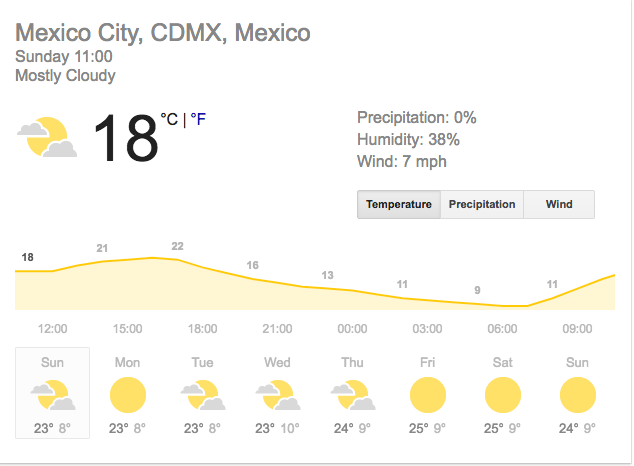 Mexico City, CDMX, Mexico
Sunday 11:00
Mostly Cloudy
18 °C | °F
Precipitation: 0%
Humidity: 38%
Wind: 7 mph
Temperature Precipitation Wind
18 21 22 16 13 11 9 11
12:00 15:00 18:00 21:00 00:00 03:00 06:00 09:00
Sun Mon Tue Wed Thu Fri Sat Sun
23° 8° 23° 8° 23° 8° 23° 10° 24° 9° 25° 9° 25° 9° 24° 9°